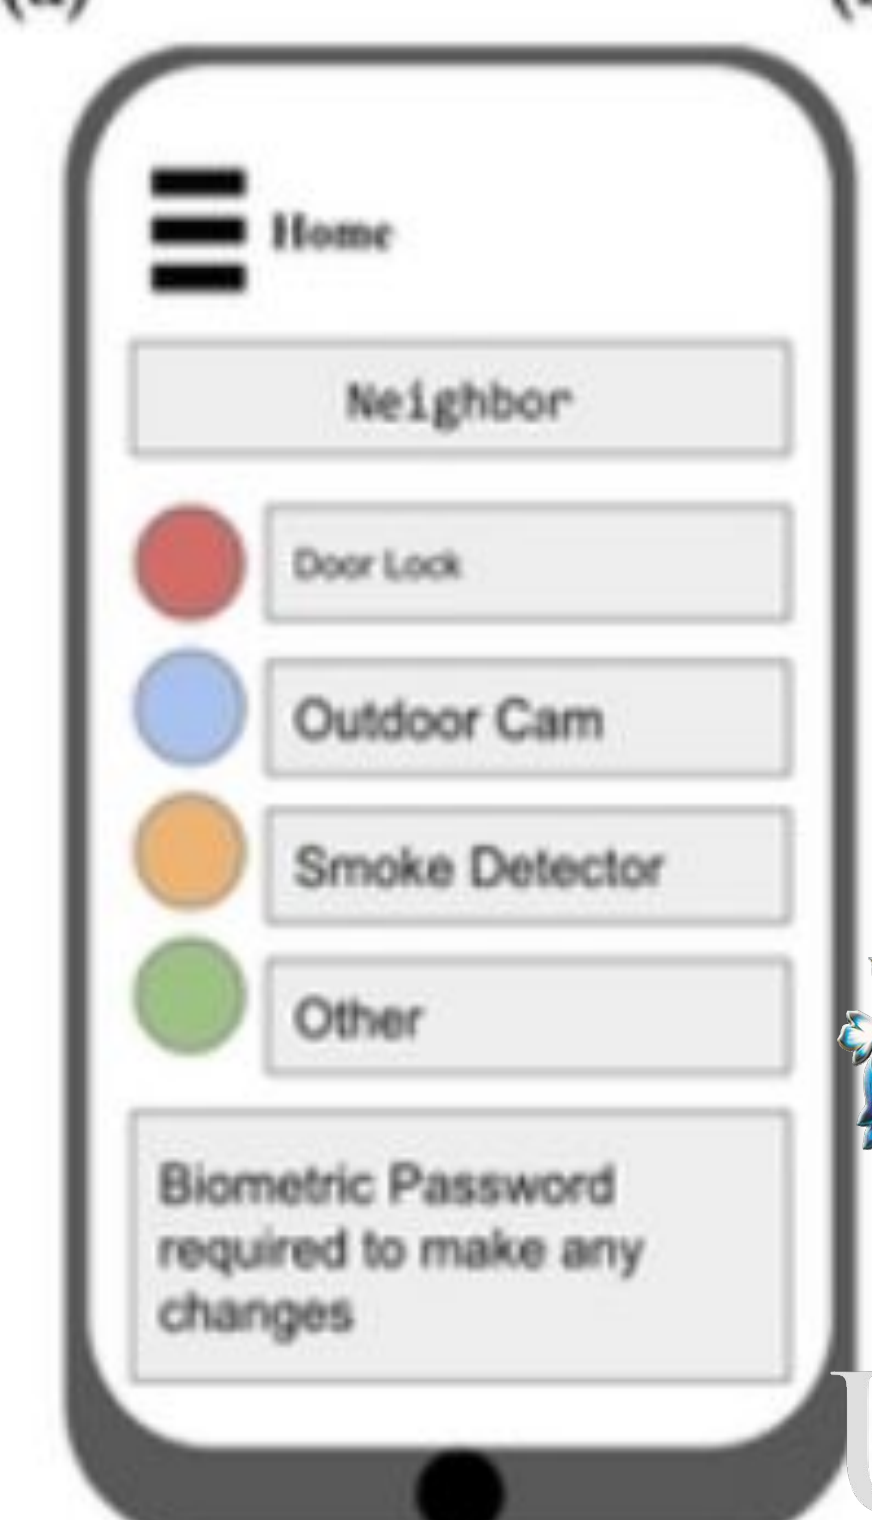 Home
Neighbor
Door Lock
Outdoor Cam
Smoke Detector
Other
Biometric Password
required to make any
changes